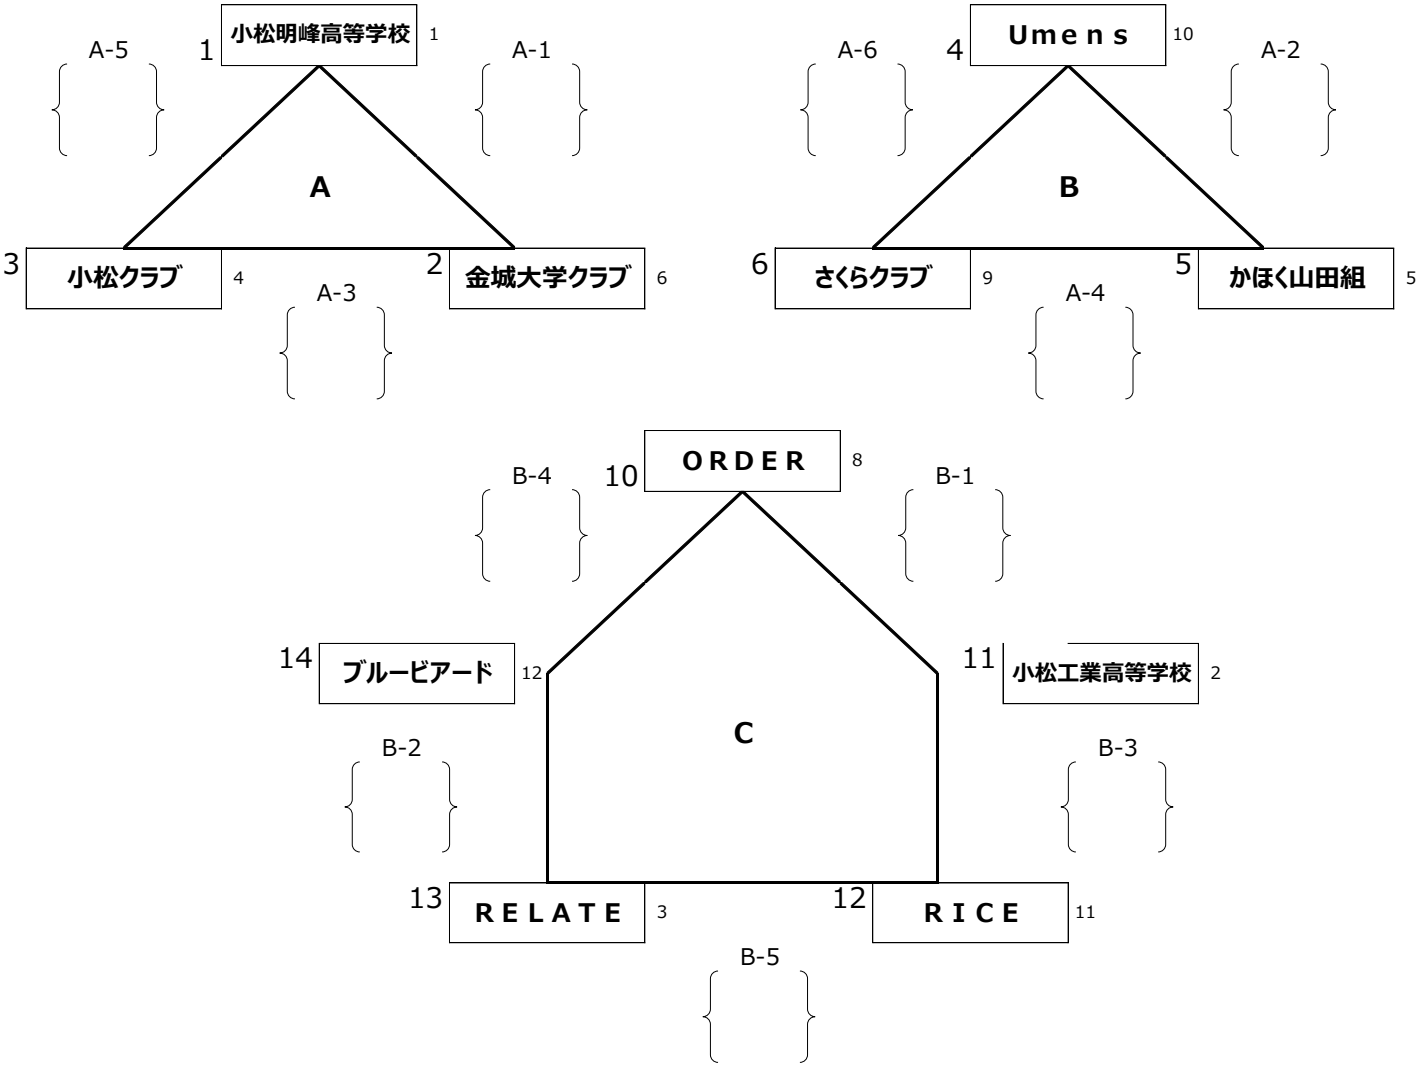 小松明峰高等学校
1
1
A-5
A-1
A
3
小松クラブ
4
2
金城大学クラブ
6
A-3
Ｕｍｅｎｓ
4
10
A-6
A-2
B
6
さくらクラブ
9
5
かほく山田組
5
A-4
ＯＲＤＥＲ
10
8
B-4
B-1
14
ブルービアード
12
11
小松工業高等学校
2
C
B-2
B-3
13
ＲＥＬＡＴＥ
3
12
ＲＩＣＥ
11
B-5